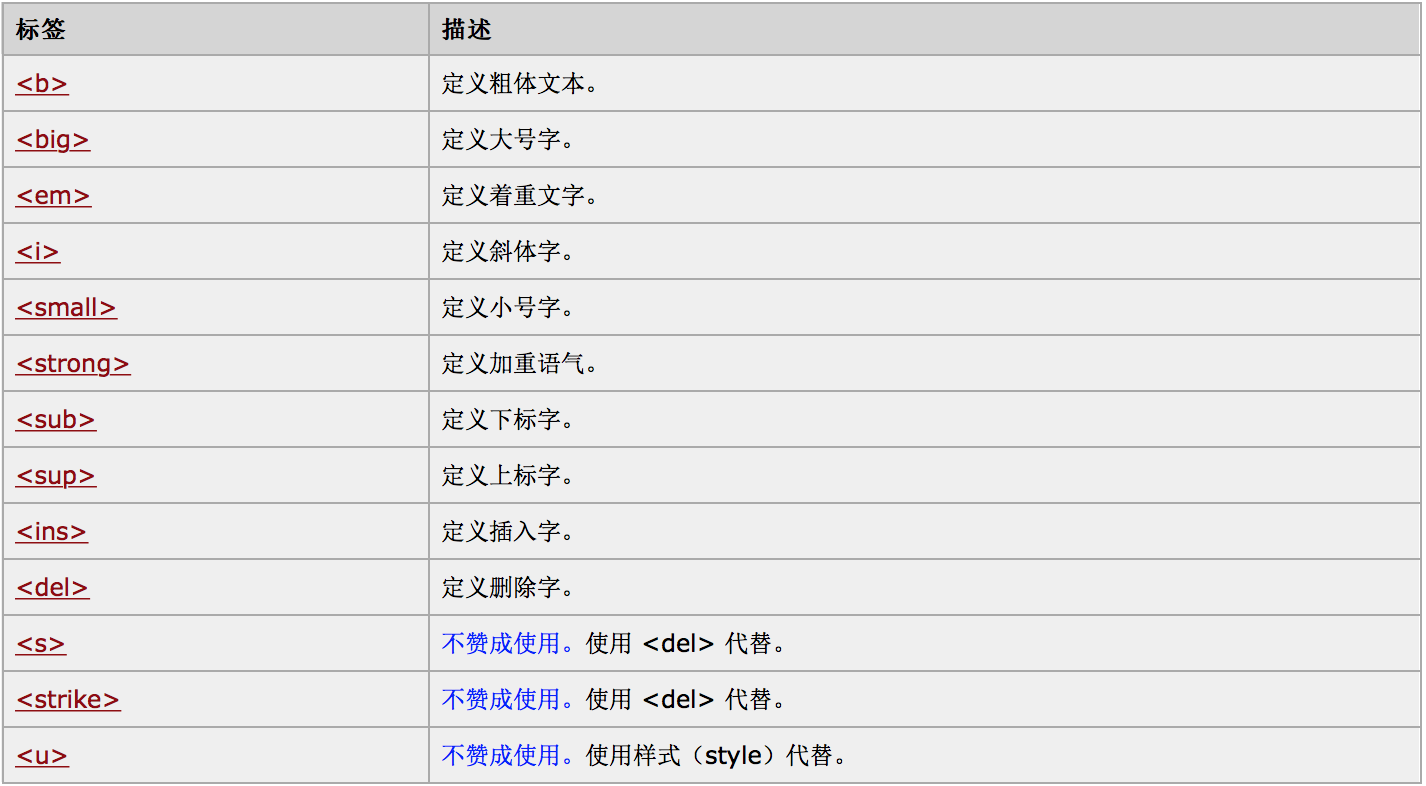 标签 描述
<b> 定义粗体文本。
<big> 定义大号字。
<em> 定义着重文字。
<i> 定义斜体字。
<small> 定义小号字。
<strong> 定义加重语气。
<sub> 定义下标字。
<sup> 定义上标字。
<ins> 定义插入字。
<del> 定义删除字。
<s> 不赞成使用。使用 <del> 代替。
<strike> 不赞成使用。使用 <del> 代替。
<u> 不赞成使用。使用样式（style）代替。